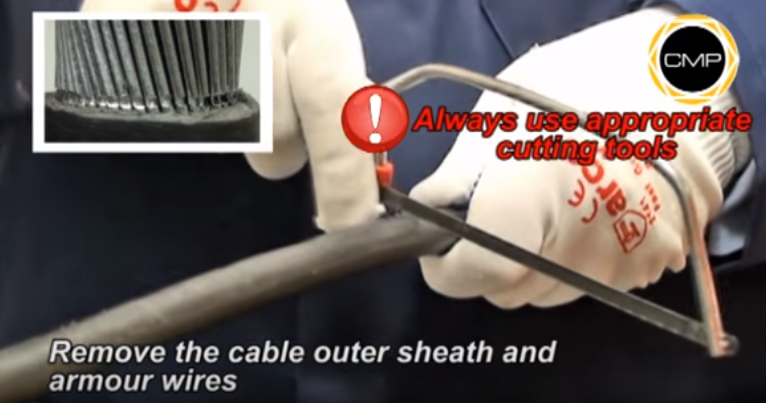 CMP
Always use appropriate
cutting tools
Remove the cable outer sheath and
armour wires